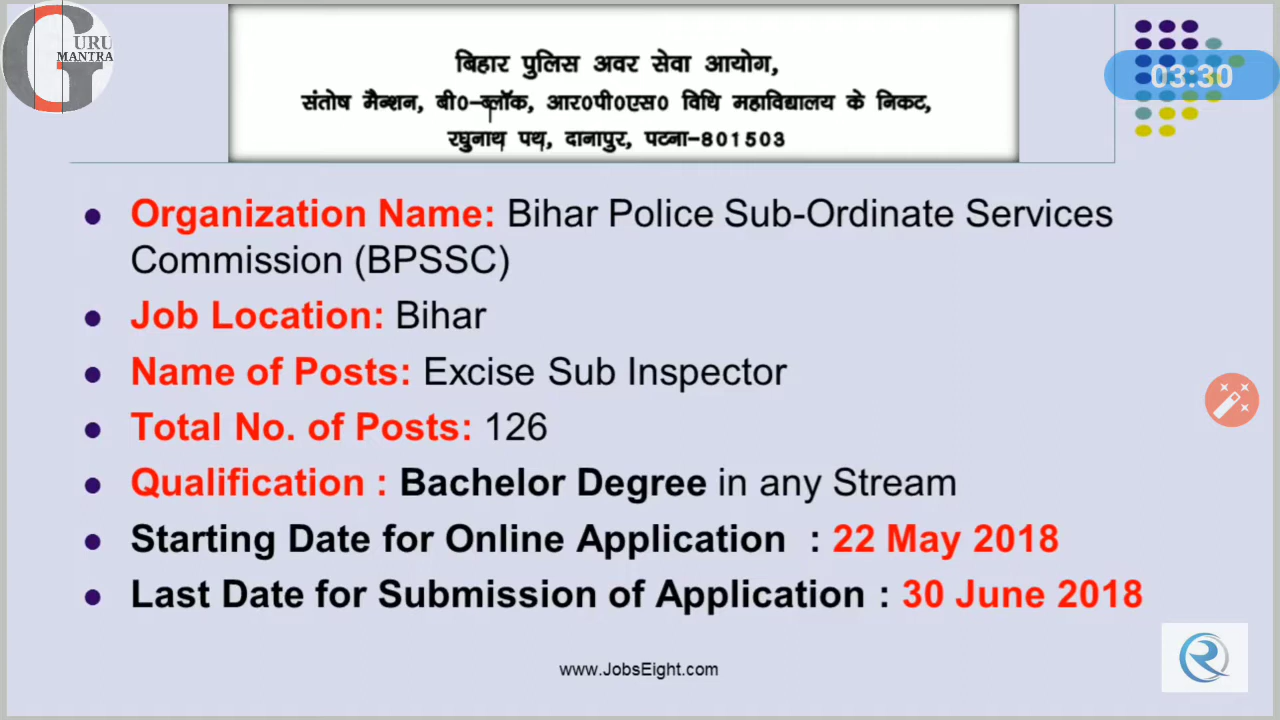 GURU
MANTRA
बिहार पुलिस अवर सेवा आयोग,
03:30
संतोष मैन्शन, बी०-ब्लॉक, आर०पी०एस० विधि महाविद्यालय के निकट,
रघुनाथ पथ, दानापुर, पटना-801503
Organization Name: Bihar Police Sub-Ordinate Services
Commission (BPSSC)
Job Location: Bihar
Name of Posts: Excise Sub Inspector
Total No. of Posts: 126
Qualification : Bachelor Degree in any Stream
Starting Date for Online Application : 22 May 2018
Last Date for Submission of Application : 30 June 2018
www.JobsEight.com